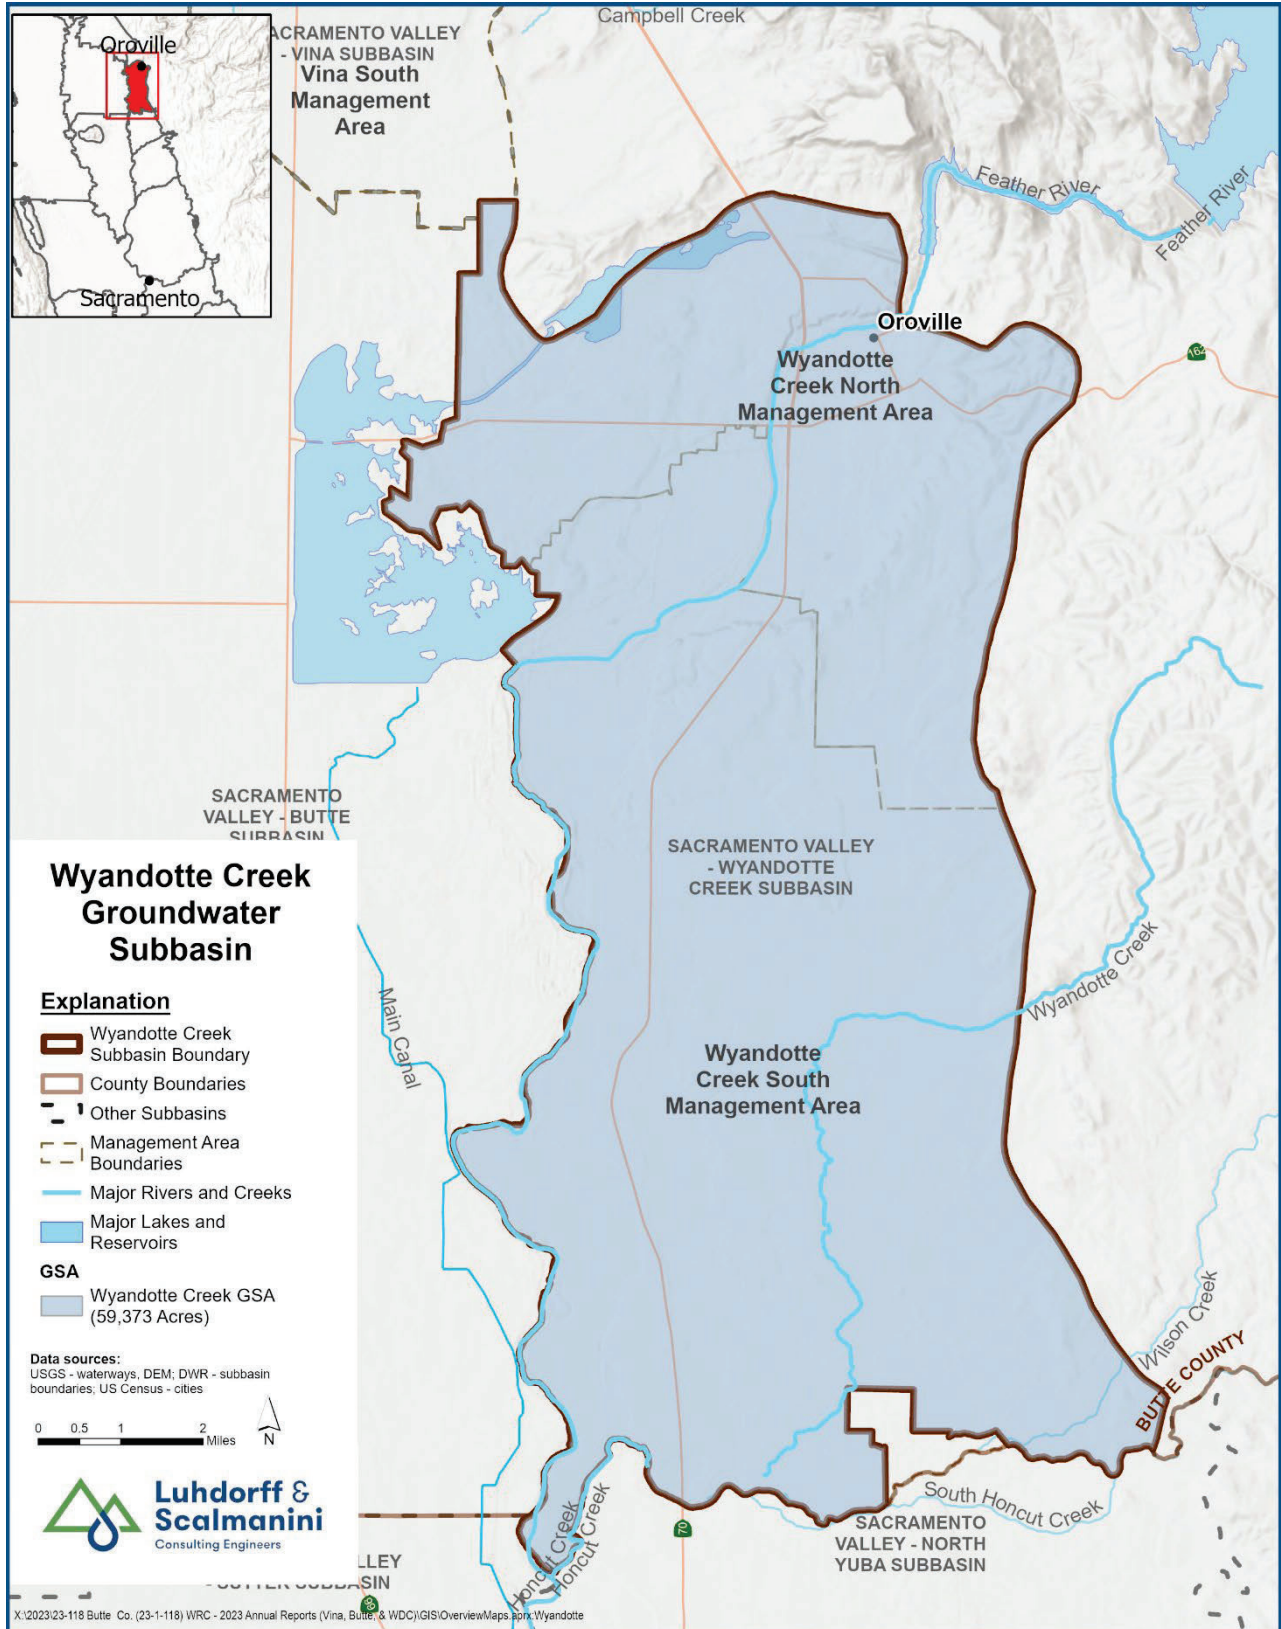 Oroville
Sacramento
ACRAMENTO VALLEY
- VINA SUBBASIN
Vina South
Management
Area
Campbell Creek
Feather River
Feather River
Oroville
162
Wyandotte
Creek North
Management Area
SACRAMENTO
VALLEY - BUTTE
SUBBASIN
SACRAMENTO VALLEY
- WYANDOTTE
CREEK SUBBASIN
Wyandotte Creek
Main Canal
Wyandotte
Creek South
Management Area
Wilson Creek
BUTTE COUNTY
South Honcut Creek
SACRAMENTO
VALLEY - NORTH
YUBA SUBBASIN
70
Honcut Creek
Honcut Creek
LLEY
- SUTTER SUBBASIN
99
Wyandotte Creek
Groundwater
Subbasin
Explanation
Wyandotte Creek
Subbasin Boundary
County Boundaries
Other Subbasins
Management Area
Boundaries
Major Rivers and Creeks
Major Lakes and
Reservoirs
GSA
Wyandotte Creek GSA
(59,373 Acres)
Data sources:
USGS - waterways, DEM; DWR - subbasin
boundaries; US Census - cities
0 0.5 1 2
Miles
N
Luhdorff &
Scalmanini
Consulting Engineers
X:\2023\23-118 Butte Co. (23-1-118) WRC - 2023 Annual Reports (Vina, Butte, & WDC)\GIS\OverviewMaps.aprx:Wyandotte